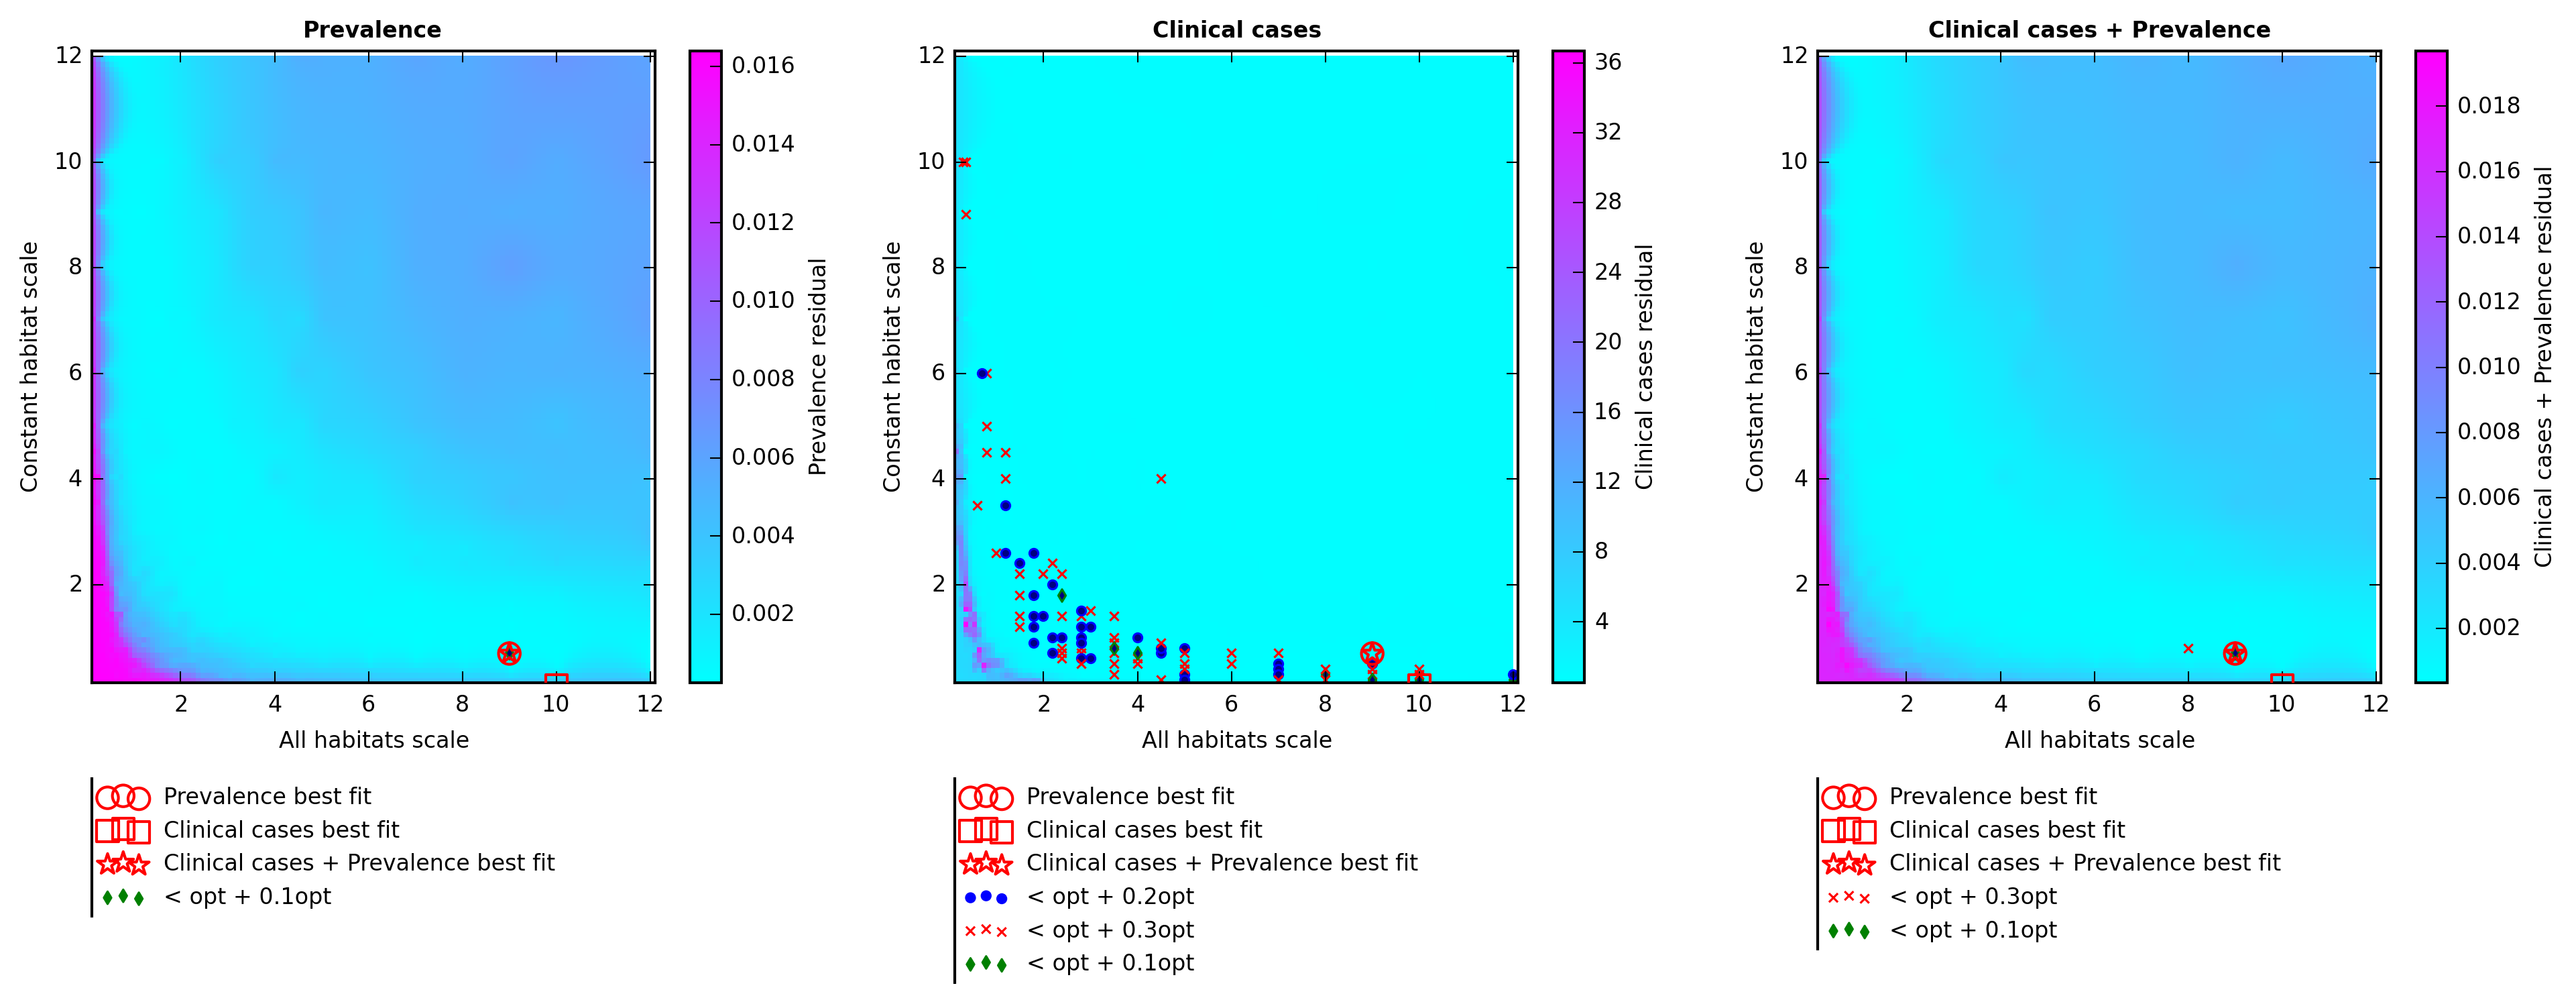 Prevalence
12
10
8
6
4
2
2 4 6 8 10 12
Constant habitat scale
All habitats scale
0.016
0.014
0.012
0.010
0.008
0.006
0.004
0.002
Prevalence residual
Prevalence best fit
Clinical cases best fit
Clinical cases + Prevalence best fit
< opt + 0.1opt
Clinical cases
12
10
8
6
4
2
2 4 6 8 10 12
Constant habitat scale
All habitats scale
36
32
28
24
20
16
12
8
4
Clinical cases residual
Prevalence best fit
Clinical cases best fit
Clinical cases + Prevalence best fit
< opt + 0.2opt
< opt + 0.3opt
< opt + 0.1opt
Clinical cases + Prevalence
12
10
8
6
4
2
2 4 6 8 10 12
Constant habitat scale
All habitats scale
0.018
0.016
0.014
0.012
0.010
0.008
0.006
0.004
0.002
Clinical cases + Prevalence residual
Prevalence best fit
Clinical cases best fit
Clinical cases + Prevalence best fit
< opt + 0.3opt
< opt + 0.1opt